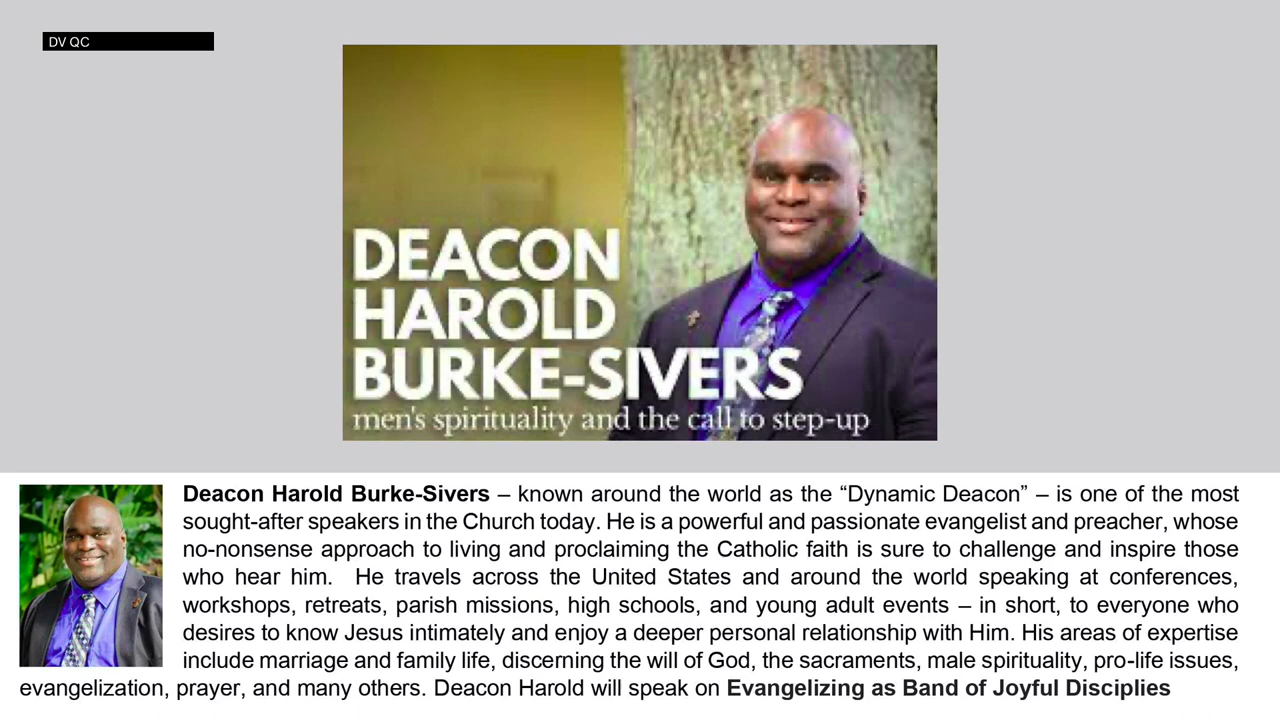 DV QC
DEACON
HAROLD
BURKE-SIVERS
men's spirituality and the call to step-up
Deacon Harold Burke-Sivers – known around the world as the “Dynamic Deacon” – is one of the most
sought-after speakers in the Church today. He is a powerful and passionate evangelist and preacher, whose
no-nonsense approach to living and proclaiming the Catholic faith is sure to challenge and inspire those
who hear him. He travels across the United States and around the world speaking at conferences,
workshops, retreats, parish missions, high schools, and young adult events – in short, to everyone who
desires to know Jesus intimately and enjoy a deeper personal relationship with Him. His areas of expertise
include marriage and family life, discerning the will of God, the sacraments, male spirituality, pro-life issues,
evangelization, prayer, and many others. Deacon Harold will speak on Evangelizing as Band of Joyful Disciplies